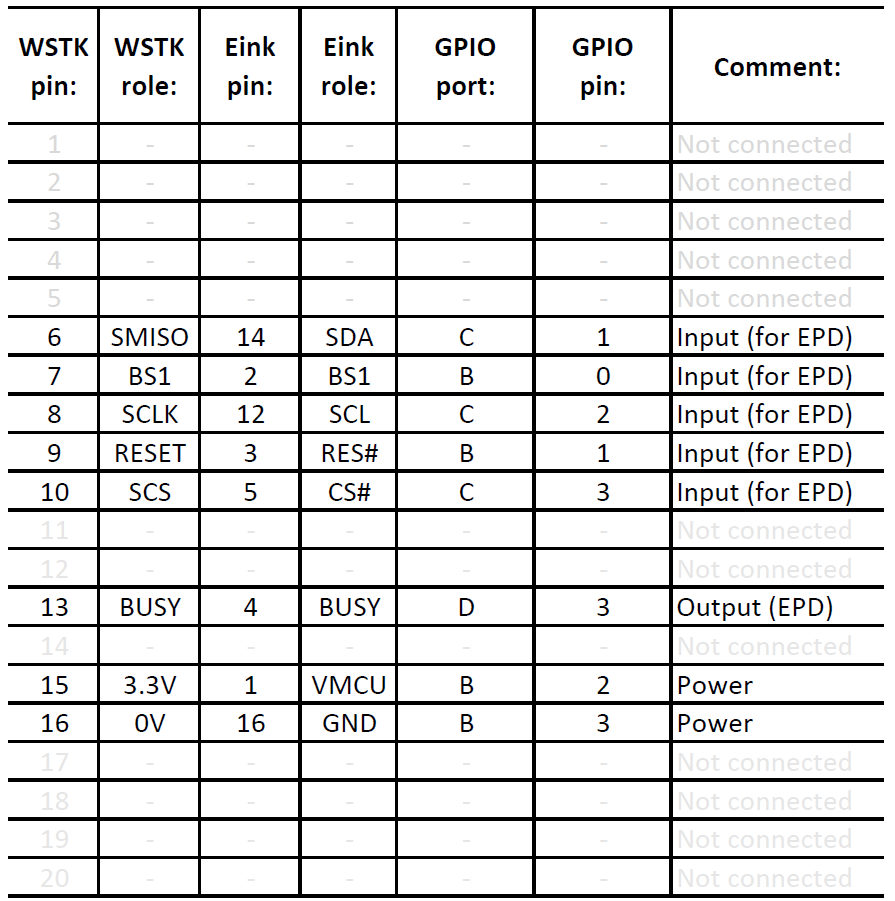 WSTK pin: WSTK role: Eink pin: Eink role: GPIO port: GPIO pin: Comment:
1 - - - - - Not connected
2 - - - - - Not connected
3 - - - - - Not connected
4 - - - - - Not connected
5 - - - - - Not connected
6 SMISO 14 SDA C 1 Input (for EPD)
7 BS1 2 BS1 B 0 Input (for EPD)
8 SCLK 12 SCL C 2 Input (for EPD)
9 RESET 3 RES# B 1 Input (for EPD)
10 SCS 5 CS# C 3 Input (for EPD)
11 - - - - - Not connected
12 - - - - - Not connected
13 BUSY 4 BUSY D 3 Output (EPD)
14 - - - - - Not connected
15 3.3V 1 VMCU B 2 Power
16 0V 16 GND B 3 Power
17 - - - - - Not connected
18 - - - - - Not connected
19 - - - - - Not connected
20 - - - - - Not connected